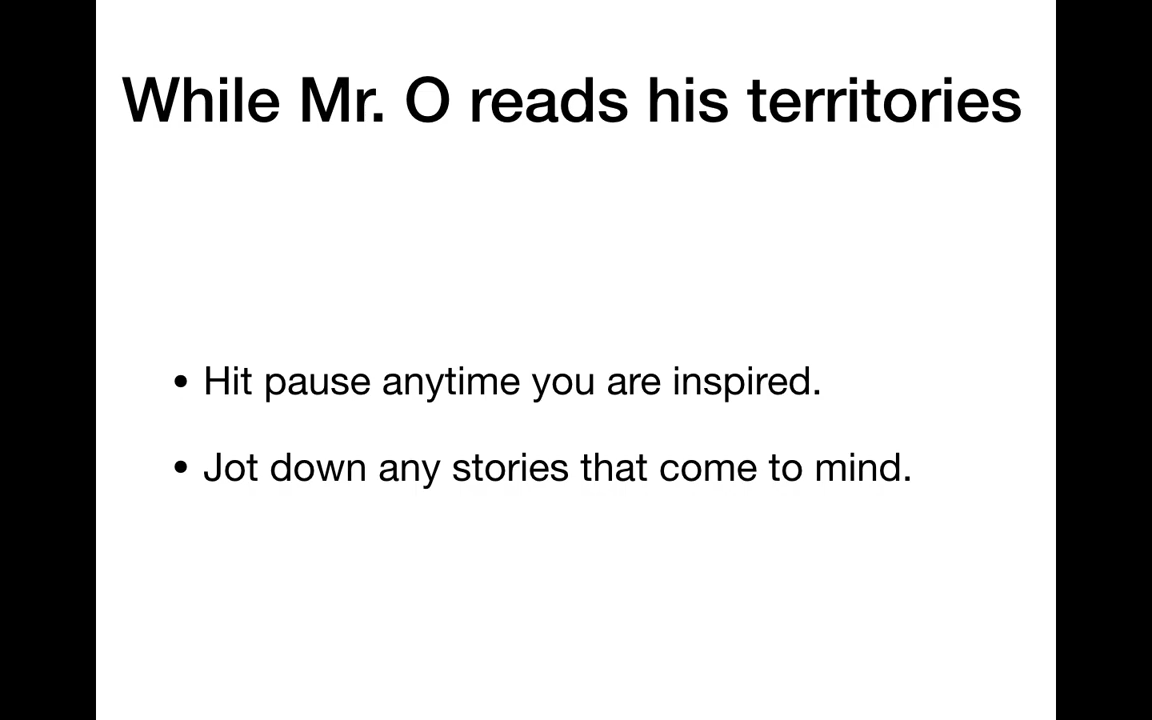 While Mr. O reads his territories
• Hit pause anytime you are inspired.
• Jot down any stories that come to mind.